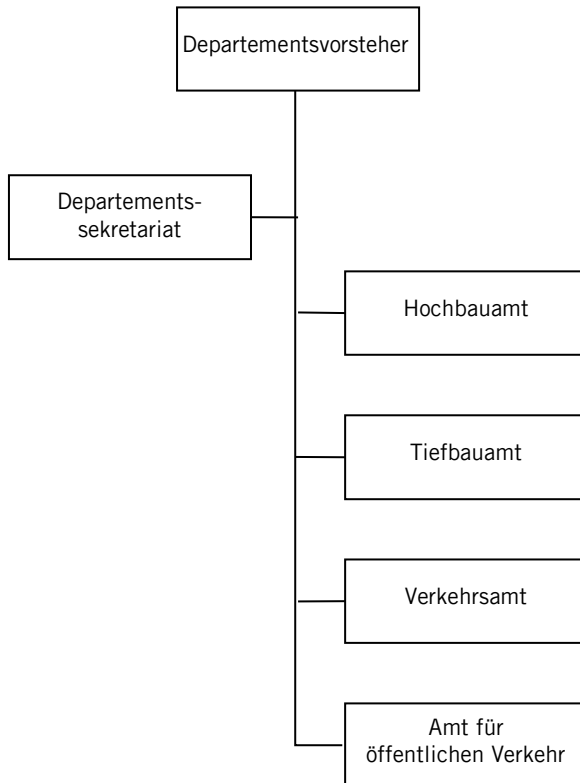 Departementsvorsteher
Departements-
sekretariat
Hochbauamt
Tiefbauamt
Verkehrsamt
Amt für
öffentlichen Verkehr